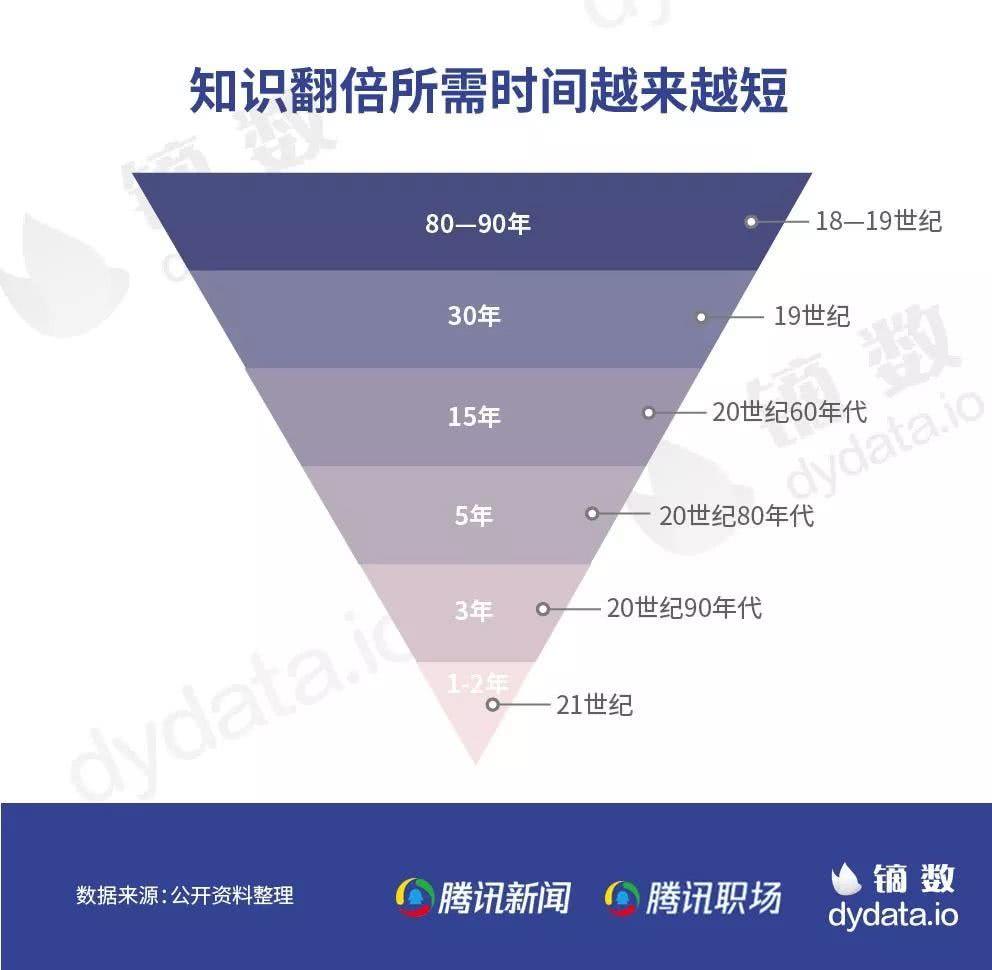 知识翻倍所需时间越来越短
镝数
80—90年
18—19世纪
30年
19世纪
镝数
dydata.io
15年
20世纪60年代
5年
20世纪80年代
3年
20世纪90年代
dydata.io
1-2年
21世纪
数据来源:公开资料整理
腾讯新闻
腾讯职场
镝数
dydata.io